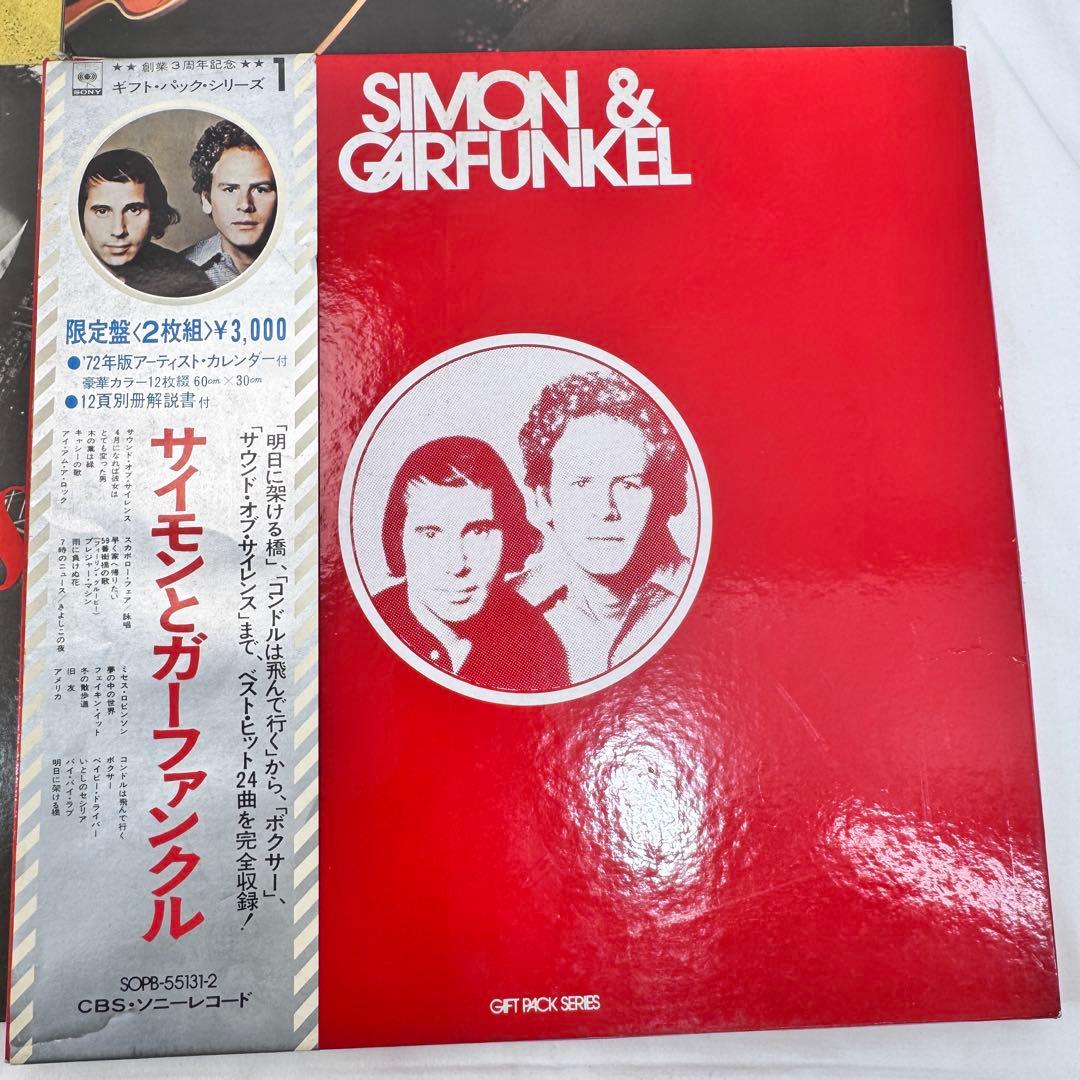 SONY
★★創業3周年記念★★
ギフト・パック・シリーズ 1
限定盤〈2枚組〉¥3,000
●'72年版アーティスト・カレンダー付
豪華カラー12枚綴 60cm×30cm
●12頁別冊解説書付
「明日に架ける橋」、「コンドルは飛んで行く」から、「ボクサー」、
「サウンド・オブ・サイレンス」まで、ベスト・ヒット24曲を完全収録!
サイモンとガーファンクル
サウンド・オブ・サイレンス
4月になれば彼女は
とても変った男
木の葉は緑
キャシーの歌
アイ・アム・ア・ロック
スカボロー・フェア/詠唱
早く家へ帰りたい
59番街橋の歌
(フィーリン・グルーヒー)
プレジャー・マシン
雨に負けぬ花
7時のニュース/きよしこの夜
ミセス・ロビンソン
夢の中の世界
フェイキン・イット
冬の散歩道
旧友
アメリカ
コンドルは飛んで行く
ボクサー
ベイビー・ドライバー
いとしのセシリア
バイ・バイ・ラブ
明日に架ける橋
SOPB-55131-2
CBS・ソニーレコード
SIMON &
GARFUNKEL
GIFT PACK SERIES